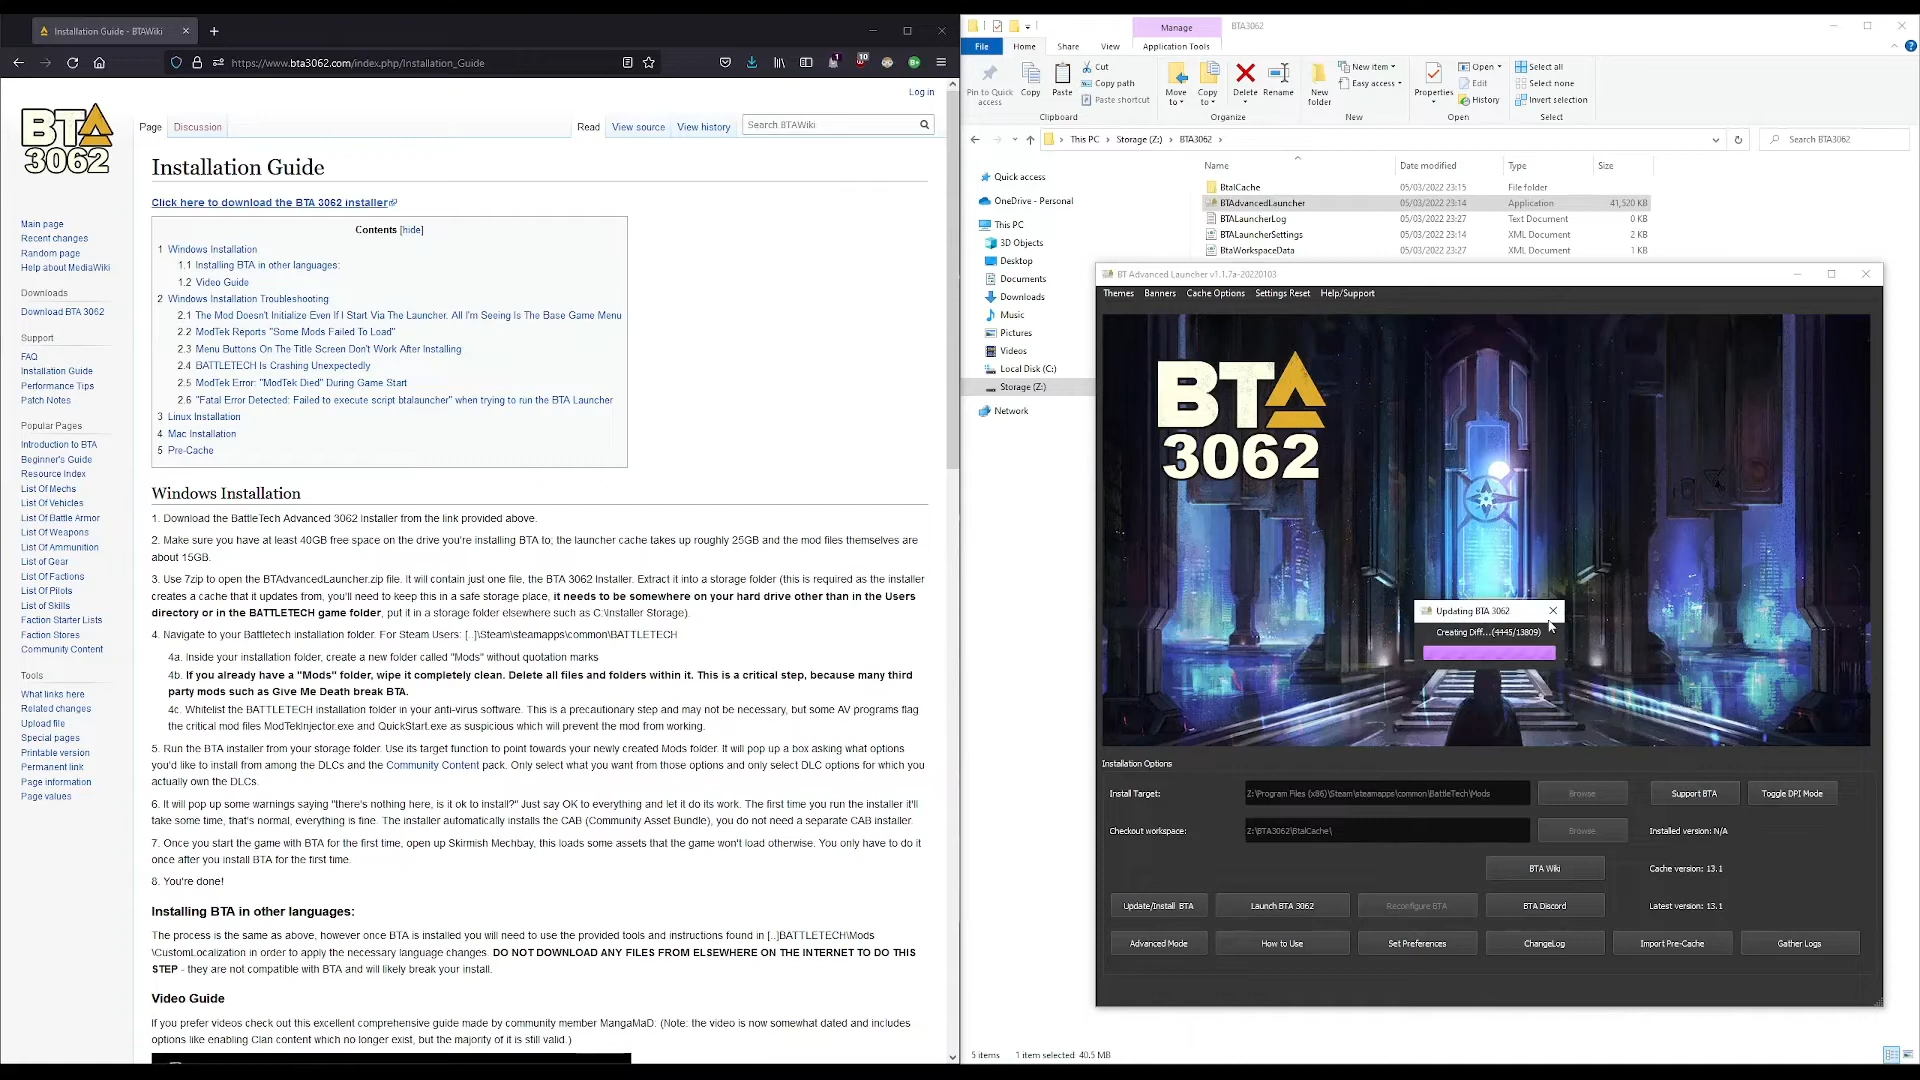 Installation Guide - BTAWiki
https://www.bta3062.com/index.php/Installation_Guide
Log in
BTA
3062
Page
Discussion
Read
View source
View history
Search BTAWiki
Installation Guide
Click here to download the BTA 3062 installer
Contents [hide]
1 Windows Installation
1.1 Installing BTA in other languages:
1.2 Video Guide
2 Windows Installation Troubleshooting
2.1 The Mod Doesn't Initialize Even If I Start Via The Launcher. All I'm Seeing Is The Base Game Menu
2.2 ModTek Reports "Some Mods Failed To Load"
2.3 Menu Buttons On The Title Screen Don't Work After Installing
2.4 BATTLETECH Is Crashing Unexpectedly
2.5 ModTek Error: "ModTek Died" During Game Start
2.6 "Fatal Error Detected: Failed to execute script btalauncher" when trying to run the BTA Launcher
3 Linux Installation
4 Mac Installation
5 Pre-Cache
Main page
Recent changes
Random page
Help about MediaWiki
Downloads
Download BTA 3062
Support
FAQ
Installation Guide
Performance Tips
Patch Notes
Popular Pages
Introduction to BTA
Beginner's Guide
Resource Index
List Of Mechs
List Of Vehicles
List Of Battle Armor
List Of Weapons
List Of Ammunition
List of Gear
List Of Factions
List Of Pilots
List of Skills
Faction Starter Lists
Faction Stores
Community Content
Tools
What links here
Related changes
Upload file
Special pages
Printable version
Permanent link
Page information
Page values
Windows Installation
1. Download the BattleTech Advanced 3062 Installer from the link provided above.
2. Make sure you have at least 40GB free space on the drive you're installing BTA to; the launcher cache takes up roughly 25GB and the mod files themselves are
about 15GB.
3. Use 7zip to open the BTAdvancedLauncher.zip file. It will contain just one file, the BTA 3062 Installer. Extract it into a storage folder (this is required as the installer
creates a cache that it updates from, you'll need to keep this in a safe storage place, it needs to be somewhere on your hard drive other than in the Users
directory or in the BATTLETECH game folder, put it in a storage folder elsewhere such as C:\Installer Storage).
4. Navigate to your Battletech installation folder. For Steam Users: [..]\Steam\steamapps\common\BATTLETECH
4a. Inside your installation folder, create a new folder called "Mods" without quotation marks
4b. If you already have a "Mods" folder, wipe it completely clean. Delete all files and folders within it. This is a critical step, because many third
party mods such as Give Me Death break BTA.
4c. Whitelist the BATTLETECH installation folder in your anti-virus software. This is a precautionary step and may not be necessary, but some AV programs flag
the critical mod files ModTekInjector.exe and QuickStart.exe as suspicious which will prevent the mod from working.
5. Run the BTA installer from your storage folder. Use its target function to point towards your newly created Mods folder. It will pop up a box asking what options
you'd like to install from among the DLCs and the Community Content pack. Only select what you want from those options and only select DLC options for which you
actually own the DLCs.
6. It will pop up some warnings saying "there's nothing here, is it ok to install?" Just say OK to everything and let it do its work. The first time you run the installer it'll
take some time, that's normal, everything is fine. The installer automatically installs the CAB (Community Asset Bundle), you do not need a separate CAB installer.
7. Once you start the game with BTA for the first time, open up Skirmish Mechbay, this loads some assets that the game won't load otherwise. You only have to do it
once after you install BTA for the first time.
8. You're done!
Installing BTA in other languages:
The process is the same as above, however once BTA is installed you will need to use the provided tools and instructions found in [..]BATTLETECH\Mods
\CustomLocalization in order to apply the necessary language changes. DO NOT DOWNLOAD ANY FILES FROM ELSEWHERE ON THE INTERNET TO DO THIS
STEP - they are not compatible with BTA and will likely break your install.
Video Guide
If you prefer videos check out this excellent comprehensive guide made by community member MangaMaD: (Note: the video is now somewhat dated and includes
options like enabling Clan content which no longer exist, but the majority of it is still valid.)
Manage
BTA3062
File
Home
Share
View
Application Tools
Pin to Quick
access
Copy
Paste
Cut
Copy path
Paste shortcut
Clipboard
Move
to
Copy
to
Delete
Rename
Organize
New
folder
New item
Easy access
New
Properties
Open
Edit
History
Open
Select all
Select none
Invert selection
Select
This PC
Storage (Z:)
BTA3062
Search BTA3062
Quick access
OneDrive - Personal
This PC
3D Objects
Desktop
Documents
Downloads
Music
Pictures
Videos
Local Disk (C:)
Storage (Z:)
Network
Name Date modified Type Size
BtalCache 05/03/2022 23:15 File folder
BTAdvancedLauncher 05/03/2022 23:14 Application 41,520 KB
BTALauncherLog 05/03/2022 23:27 Text Document 0 KB
BTALauncherSettings 05/03/2022 23:14 XML Document 2 KB
BtaWorkspaceData 05/03/2022 23:27 XML Document 1 KB
BT Advanced Launcher v1.1.7a-20220103
Themes Banners Cache Options Settings Reset Help/Support
BTA
3062
Updating BTA 3062
Creating Diff...(4445/13809)
Installation Options
Install Target:
Z:\Program Files (x86)\Steam\steamapps\common\BattleTech\Mods
Browse
Support BTA
Toggle DPI Mode
Checkout workspace:
Z:\BTA3062\BtalCache\
Browse
Installed version: N/A
BTA Wiki
Cache version: 13.1
Update/Install BTA
Launch BTA 3062
Reconfigure BTA
BTA Discord
Latest version: 13.1
Advanced Mode
How to Use
Set Preferences
ChangeLog
Import Pre-Cache
Gather Logs
5 items
1 item selected 40.5 MB